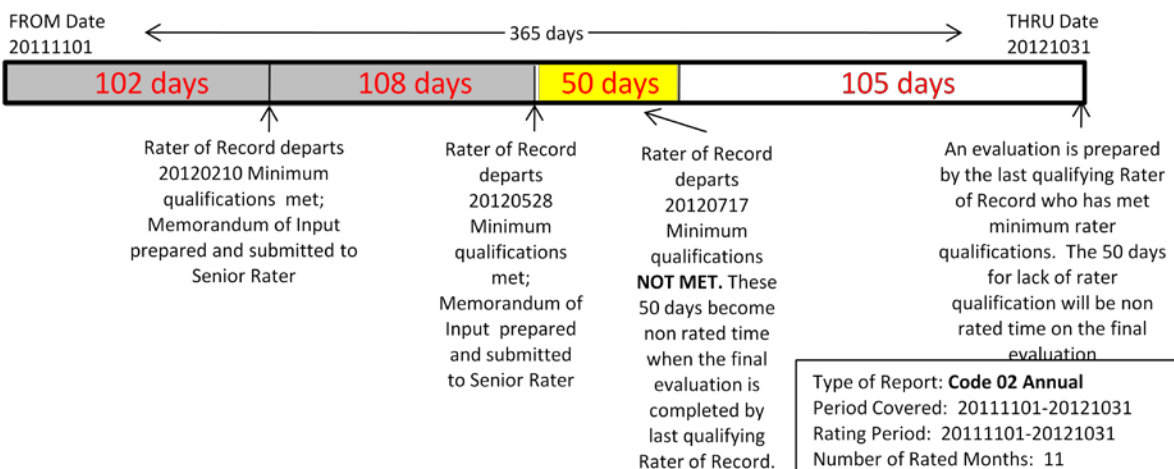 FROM Date
20111101
365 days
THRU Date
20121031
102 days
108 days
50 days
105 days
Rater of Record departs
20120210 Minimum
qualifications met;
Memorandum of Input
prepared and submitted to
Senior Rater
Rater of Record
departs
20120528
Minimum
qualifications
met;
Memorandum of
Input prepared
and submitted
to Senior Rater
Rater of Record
departs
20120717
Minimum
qualifications
NOT MET. These
50 days become
non rated time
when the final
evaluation is
completed by
last qualifying
Rater of Record.
An evaluation is prepared
by the last qualifying Rater
of Record who has met
minimum rater
qualifications. The 50 days
for lack of rater
qualification will be non
rated time on the final
evaluation
Type of Report: Code 02 Annual
Period Covered: 20111101-20121031
Rating Period: 20111101-20121031
Number of Rated Months: 11